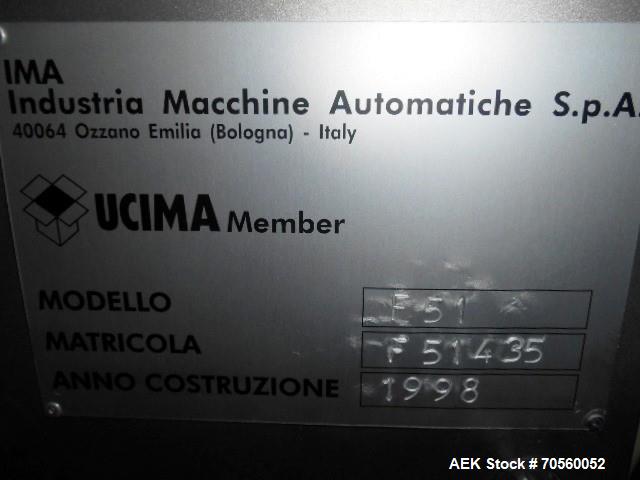 IMA
Industria Macchine Automatiche S.p.A.
40064 Ozzano Emilia (Bologna) - Italy
UCIMA Member
MODELLO F 51
MATRICOLA F 51435
ANNO COSTRUZIONE 1998
AEK Stock # 70560052